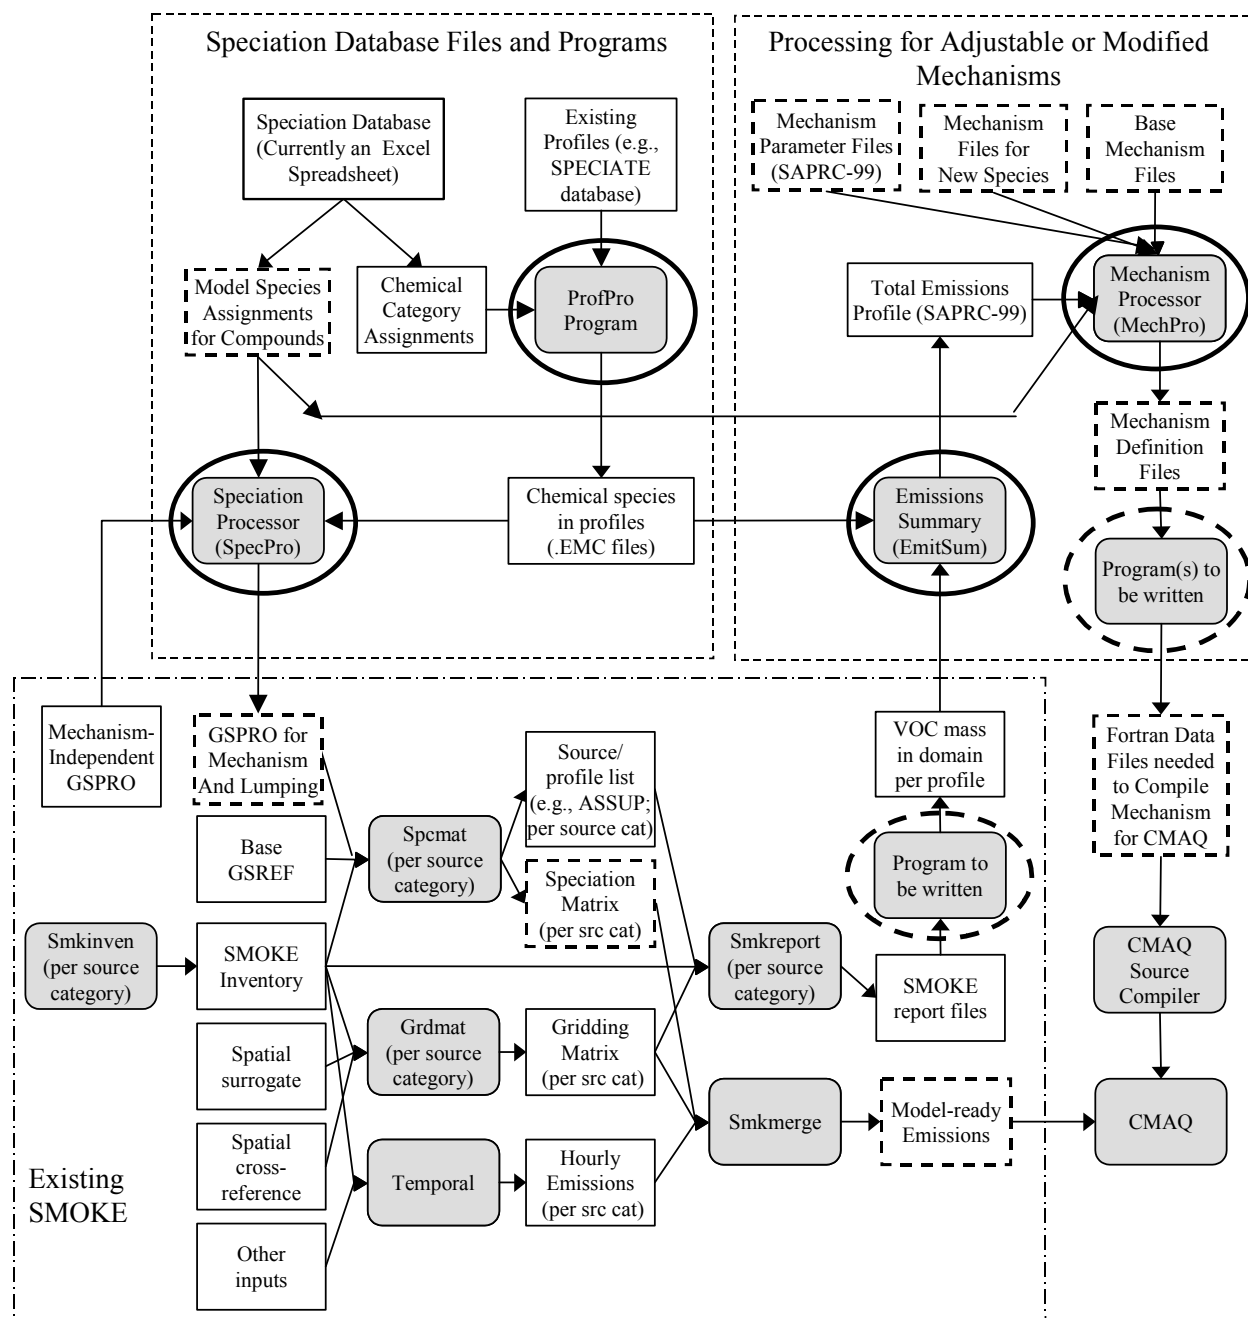 Speciation Database Files and Programs
Processing for Adjustable or Modified
Mechanisms
Speciation Database
(Currently an Excel
Spreadsheet)
Existing
Profiles (e.g.,
SPECIATE
database)
Mechanism
Parameter Files
(SAPRC-99)
Mechanism
Files for
New Species
Base
Mechanism
Files
Model Species
Assignments
for Compounds
Chemical
Category
Assignments
ProfPro
Program
Total Emissions
Profile (SAPRC-99)
Mechanism
Processor
(MechPro)
Mechanism
Definition
Files
Speciation
Processor
(SpecPro)
Chemical species
in profiles
(.EMC files)
Emissions
Summary
(EmitSum)
Program(s) to
be written
Mechanism-
Independent
GSPRO
GSPRO for
Mechanism
And Lumping
Source/
profile list
(e.g., ASSUP;
per source cat)
VOC mass
in domain
per profile
Fortran Data
Files needed
to Compile
Mechanism
for CMAQ
Base
GSREF
Spcmat
(per source
category)
Speciation
Matrix
(per src cat)
Program to
be written
Smkinven
(per source
category)
SMOKE
Inventory
Smkreport
(per source
category)
SMOKE
report files
CMAQ
Source
Compiler
Spatial
surrogate
Grdmat
(per source
category)
Gridding
Matrix
(per src cat)
Spatial
cross-
reference
Temporal
Hourly
Emissions
(per src cat)
Smkmerge
Model-ready
Emissions
CMAQ
Existing
SMOKE
Other
inputs